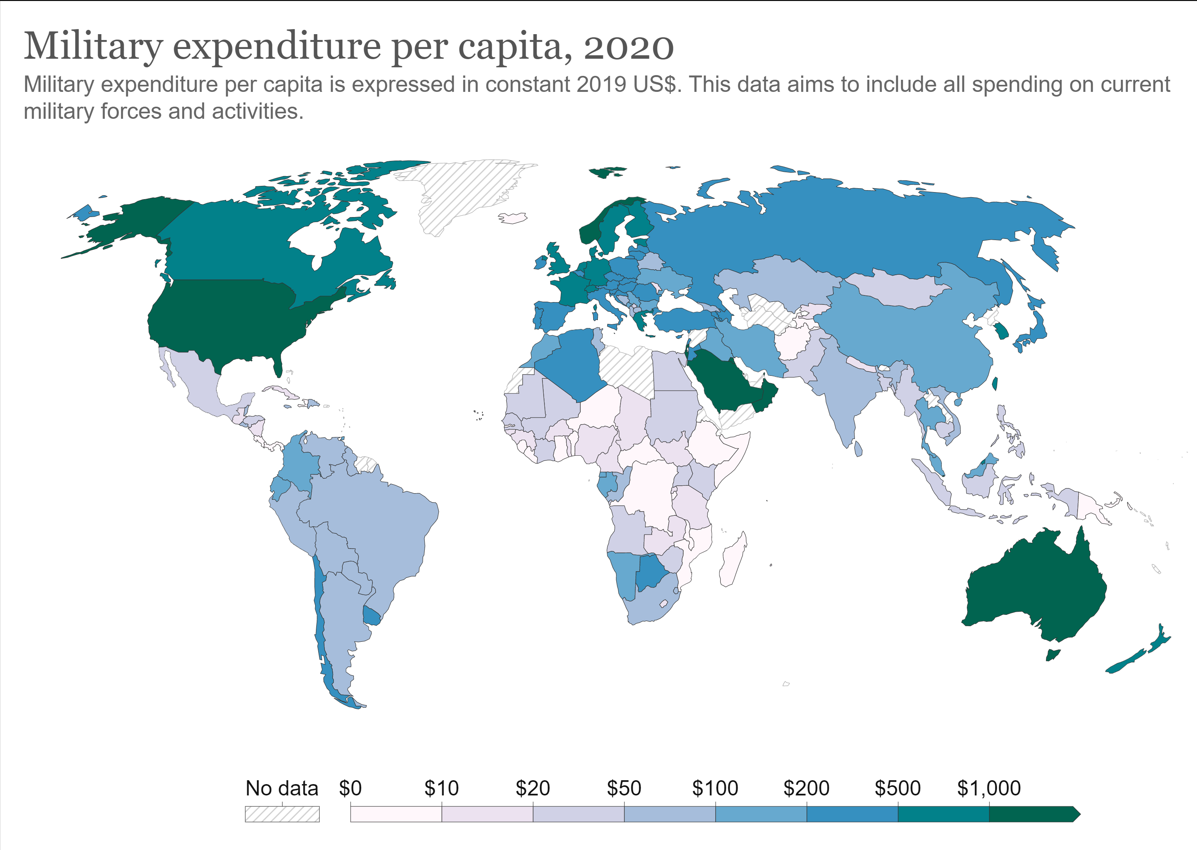 Military expenditure per capita, 2020
Military expenditure per capita is expressed in constant 2019 US$. This data aims to include all spending on current
military forces and activities.
No data $0 $10 $20 $50 $100 $200 $500 $1,000